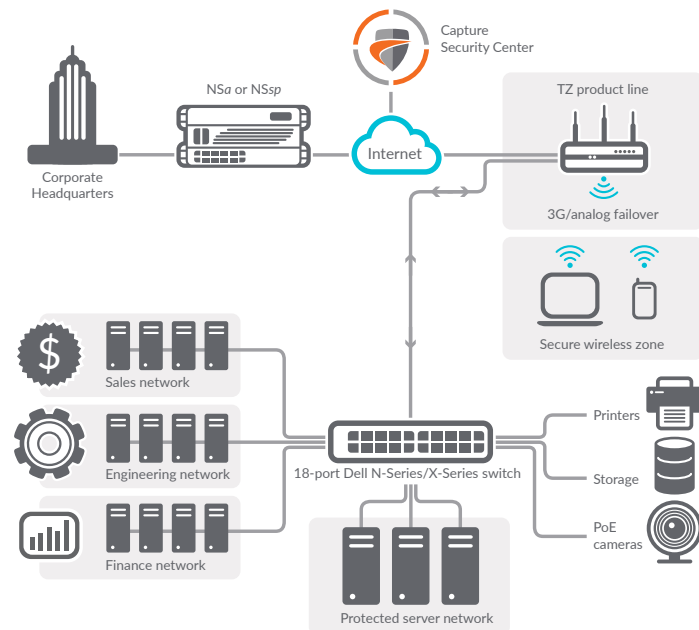 Capture
Security Center
NSa or NSsp
TZ product line
Internet
Corporate
Headquarters
3G/analog failover
Secure wireless zone
$
Sales network
Printers
Engineering network
18-port Dell N-Series/X-Series switch
Storage
PoE
cameras
Finance network
Protected server network